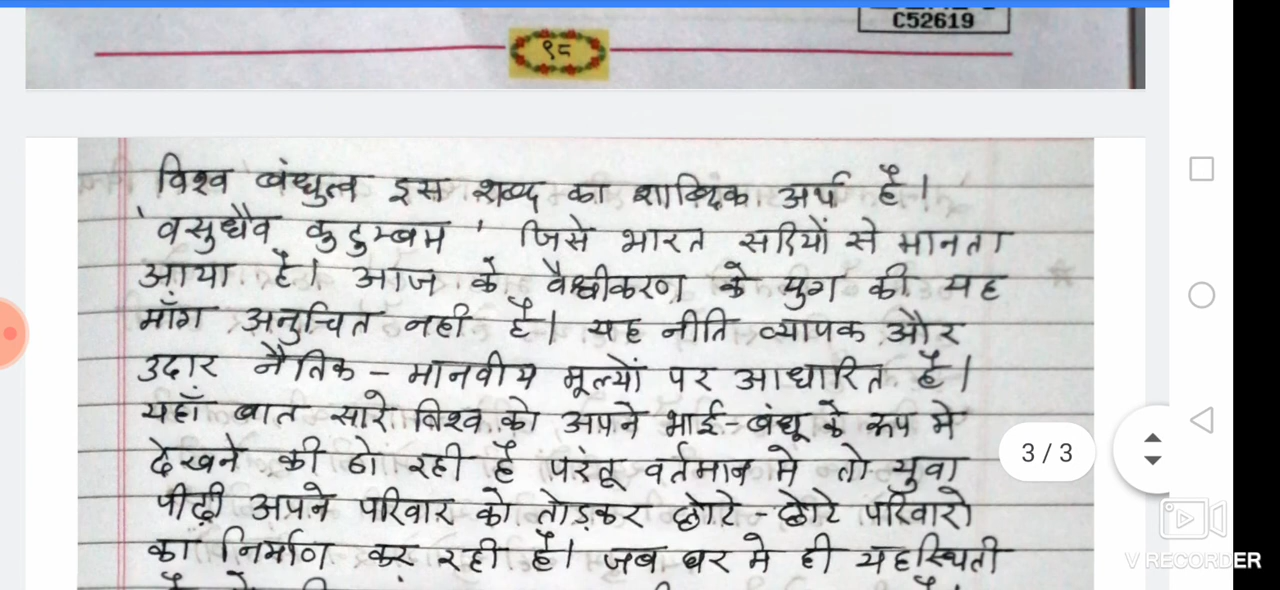 C52619
१८
विश्व बंधुत्व इस शब्द का शाब्दिक अर्थ है।
'वसुधैव कुटुम्बम' जिसे भारत सदियों से मानता
आया है। आज के वैश्वीकरण के युग की यह
माँग अनुचित नही है। यह नीति व्यापक और
उदार नैतिक - मानवीय मूल्यों पर आधारित है।
यहाँ बात सारे विश्व को अपने भाई-बंधू के रूप मे
देखने की हो रही है परंतू वर्तमान मे तो युवा
पीढ़ी अपने परिवार को तोड़कर छोटे-छोटे परिवारो
का निर्माण कर रही है। जब घर मे ही यह स्थिती
3 / 3
V RECORDER